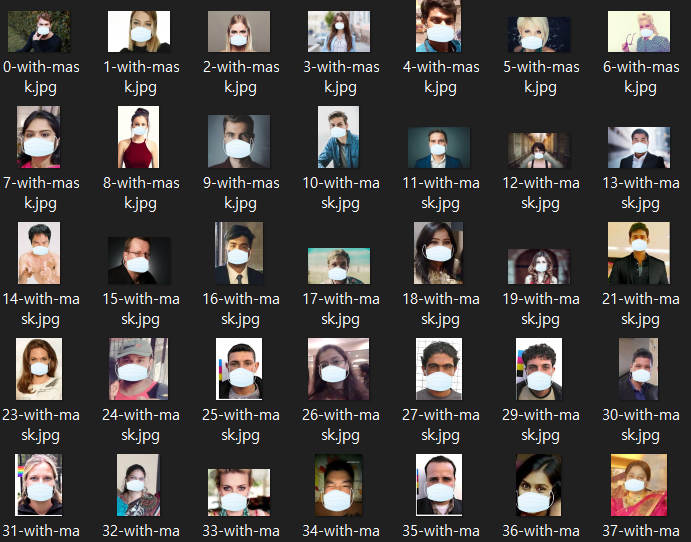 0-with-mas
k.jpg
1-with-mas
k.jpg
2-with-mas
k.jpg
3-with-mas
k.jpg
4-with-mas
k.jpg
5-with-mas
k.jpg
6-with-mas
k.jpg
7-with-mas
k.jpg
8-with-mas
k.jpg
9-with-mas
k.jpg
10-with-ma
sk.jpg
11-with-ma
sk.jpg
12-with-ma
sk.jpg
13-with-ma
sk.jpg
14-with-ma
sk.jpg
15-with-ma
sk.jpg
16-with-ma
sk.jpg
17-with-ma
sk.jpg
18-with-ma
sk.jpg
19-with-ma
sk.jpg
21-with-ma
sk.jpg
23-with-ma
sk.jpg
24-with-ma
sk.jpg
25-with-ma
sk.jpg
26-with-ma
sk.jpg
27-with-ma
sk.jpg
29-with-ma
sk.jpg
30-with-ma
sk.jpg
31-with-ma
32-with-ma
33-with-ma
34-with-ma
35-with-ma
36-with-ma
37-with-ma